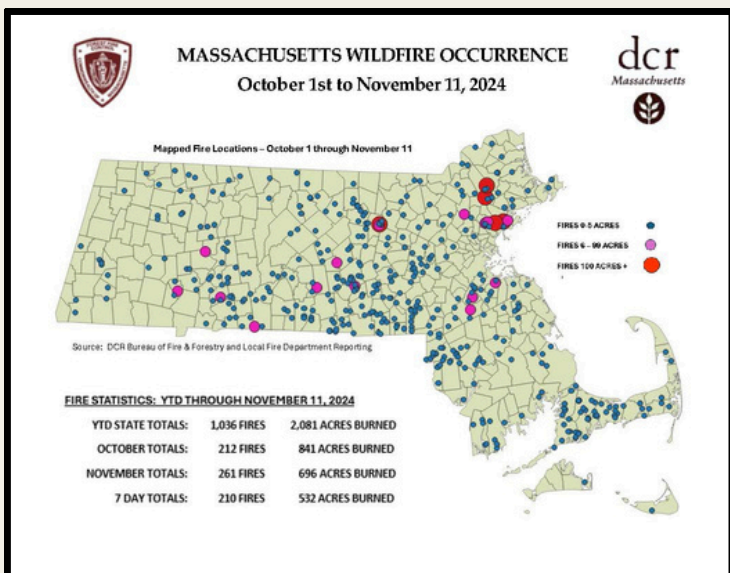 MASSACHUSETTS WILDFIRE OCCURRENCE
October 1st to November 11, 2024
dcr
Massachusetts
Mapped Fire Locations – October 1 through November 11
FIRES 0-5 ACRES
FIRES 6 – 99 ACRES
FIRES 100 ACRES +
Source: DCR Bureau of Fire & Forestry and Local Fire Department Reporting
FIRE STATISTICS: YTD THROUGH NOVEMBER 11, 2024
YTD STATE TOTALS: 1,036 FIRES 2,081 ACRES BURNED
OCTOBER TOTALS: 212 FIRES 841 ACRES BURNED
NOVEMBER TOTALS: 261 FIRES 696 ACRES BURNED
7 DAY TOTALS: 210 FIRES 532 ACRES BURNED